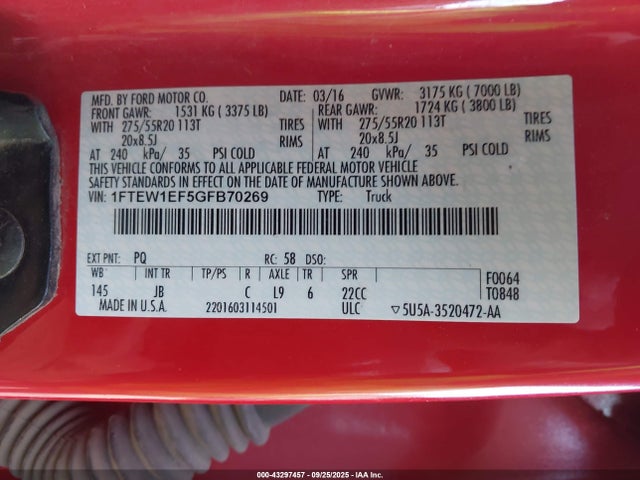 MFD. BY FORD MOTOR CO. DATE: 03/16 GVWR: 3175 KG ( 7000 LB)
FRONT GAWR: 1531 KG ( 3375 LB) REAR GAWR: 1724 KG ( 3800 LB)
WITH 275/55R20 113T TIRES WITH 275/55R20 113T TIRES
20x8.5J RIMS 20x8.5J RIMS
AT 240 kPa/ 35 PSI COLD AT 240 kPa/ 35 PSI COLD
THIS VEHICLE CONFORMS TO ALL APPLICABLE FEDERAL MOTOR VEHICLE
SAFETY STANDARDS IN EFFECT ON THE DATE OF MANUFACTURE SHOWN ABOVE.
VIN: 1FTEW1EF5GFB70269 TYPE: Truck
EXT PNT: PQ RC: 58 DSO:
WB INT TR TP/PS R AXLE TR SPR F0064
145 JB C L9 6 22CC T0848
MADE IN U.S.A. 2201603114501 ULC ▽5U5A-3520472-AA
000-43297457 - 09/25/2025 - COPYRIGHT IAA, LLC.